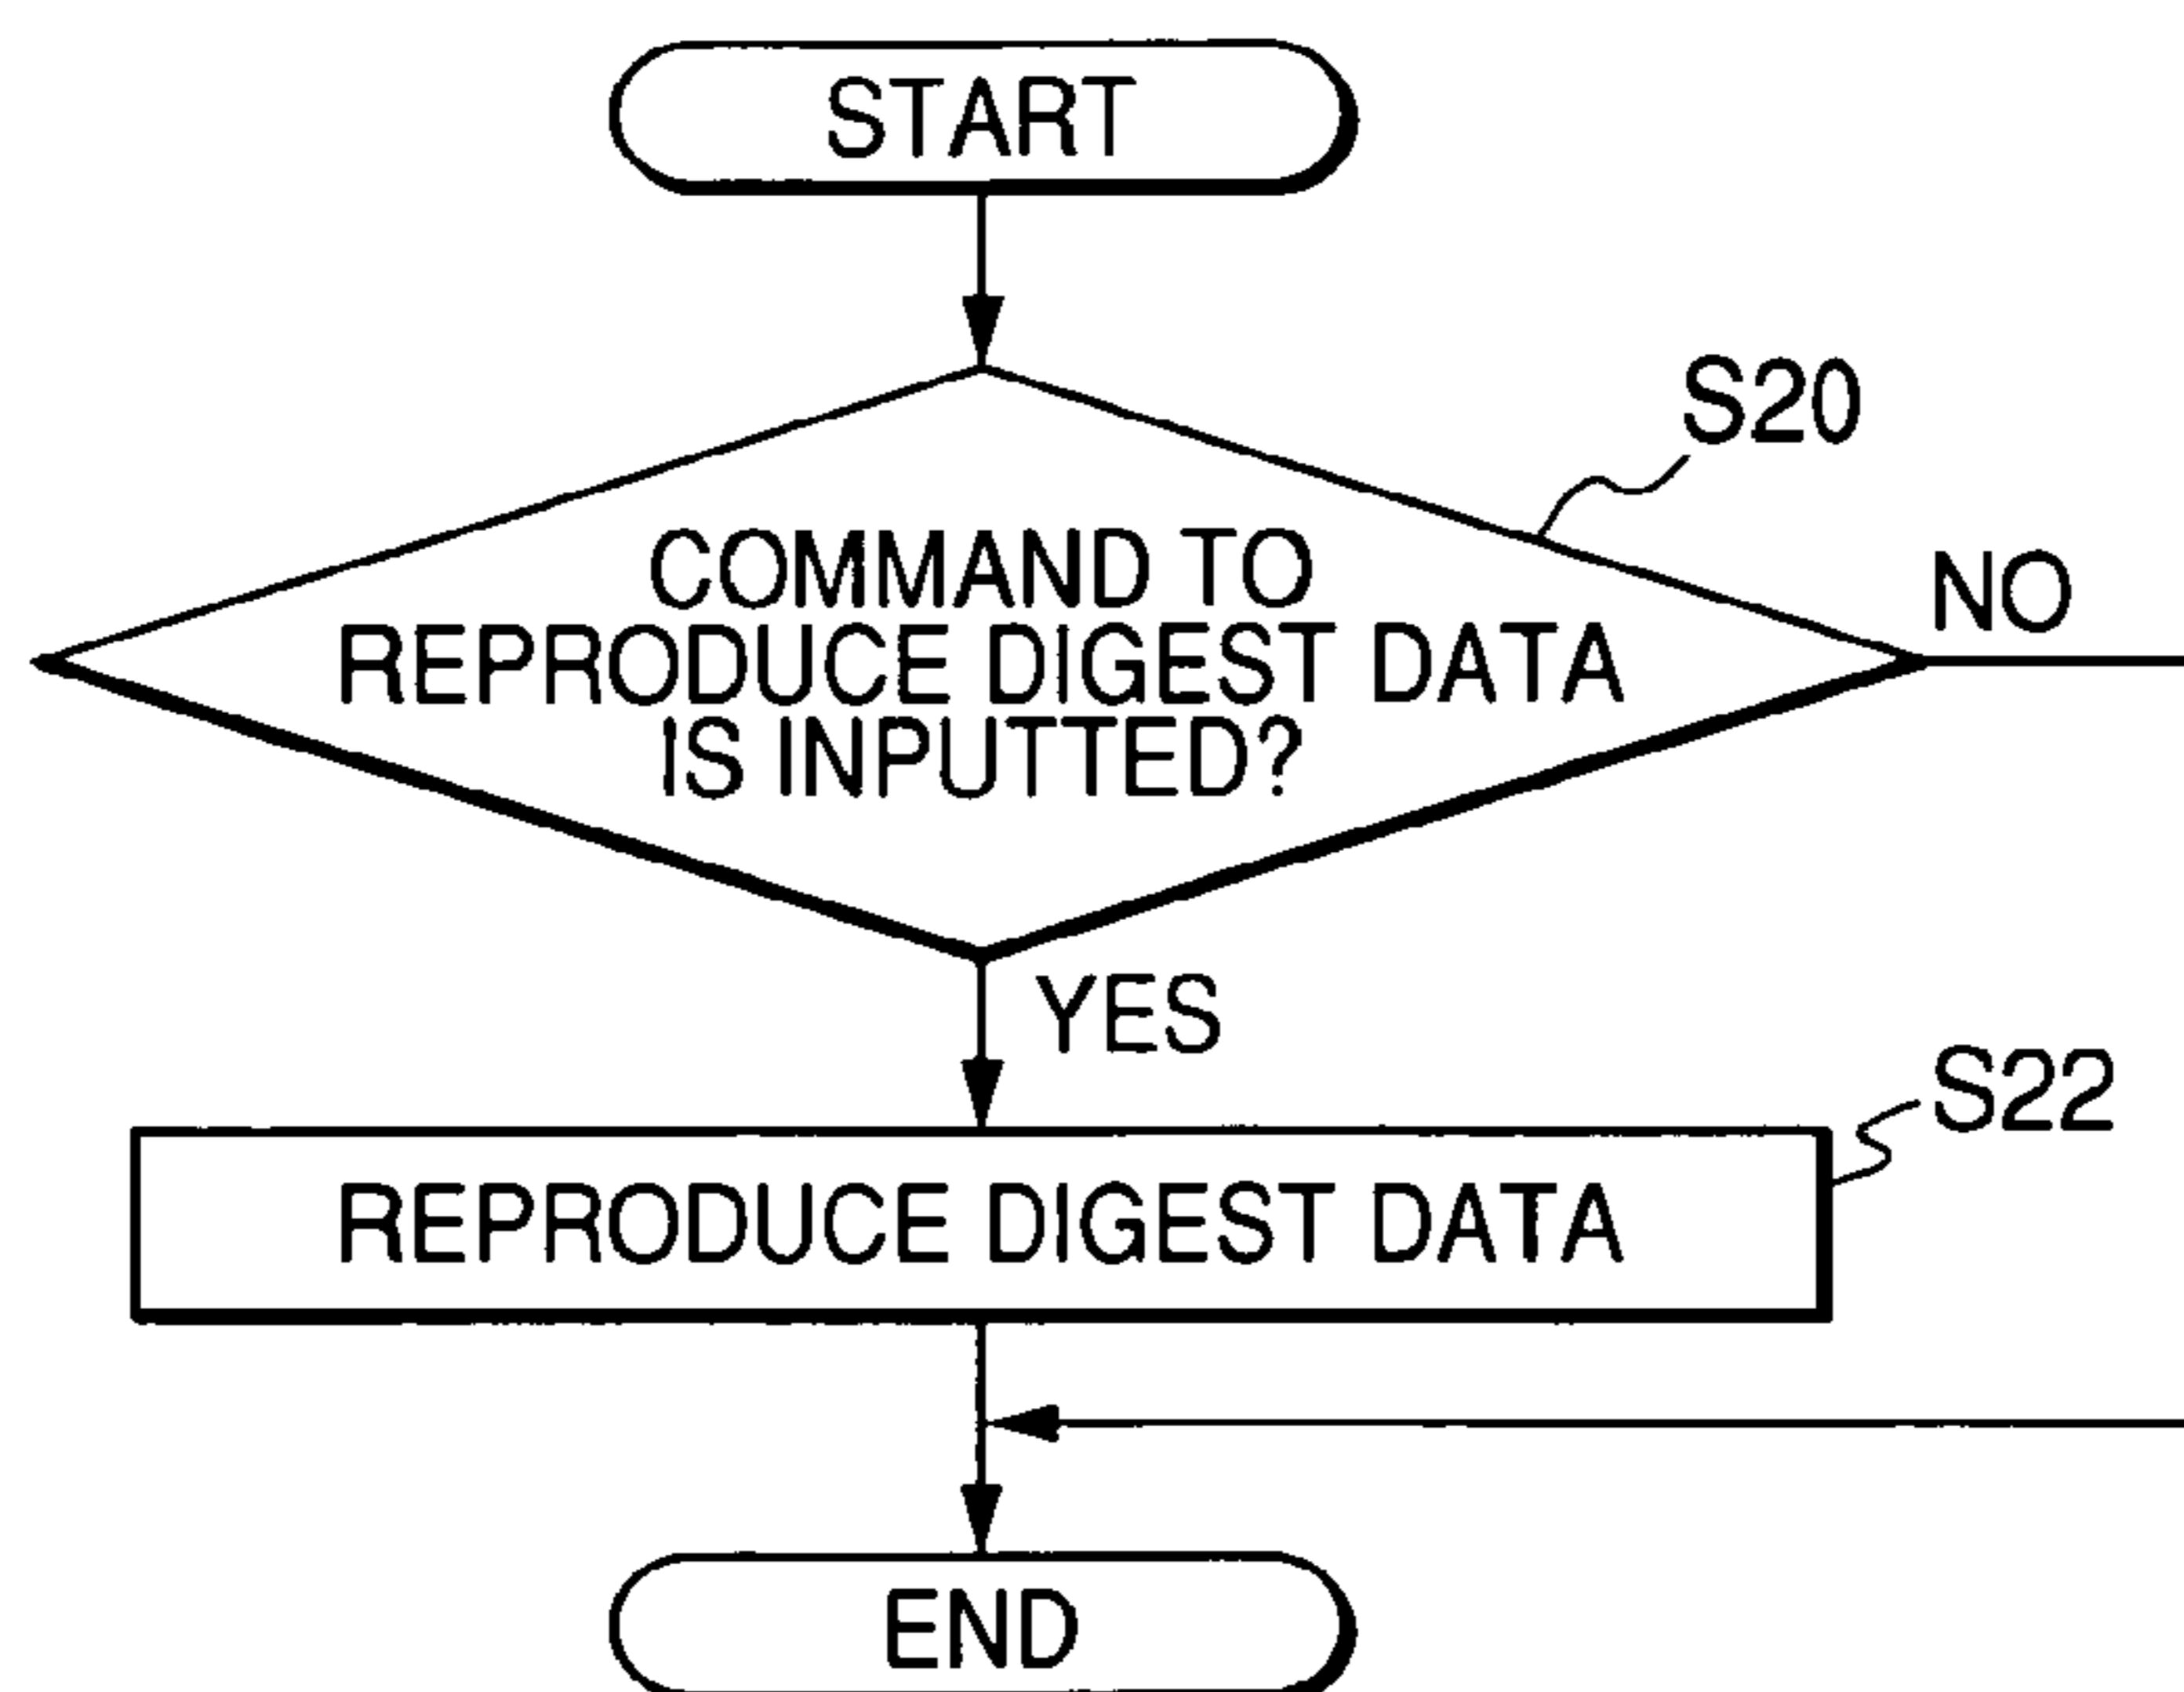 START
S20
COMMAND TO
REPRODUCE DIGEST DATA
IS INPUTTED?
NO
YES
S22
REPRODUCE DIGEST DATA
END